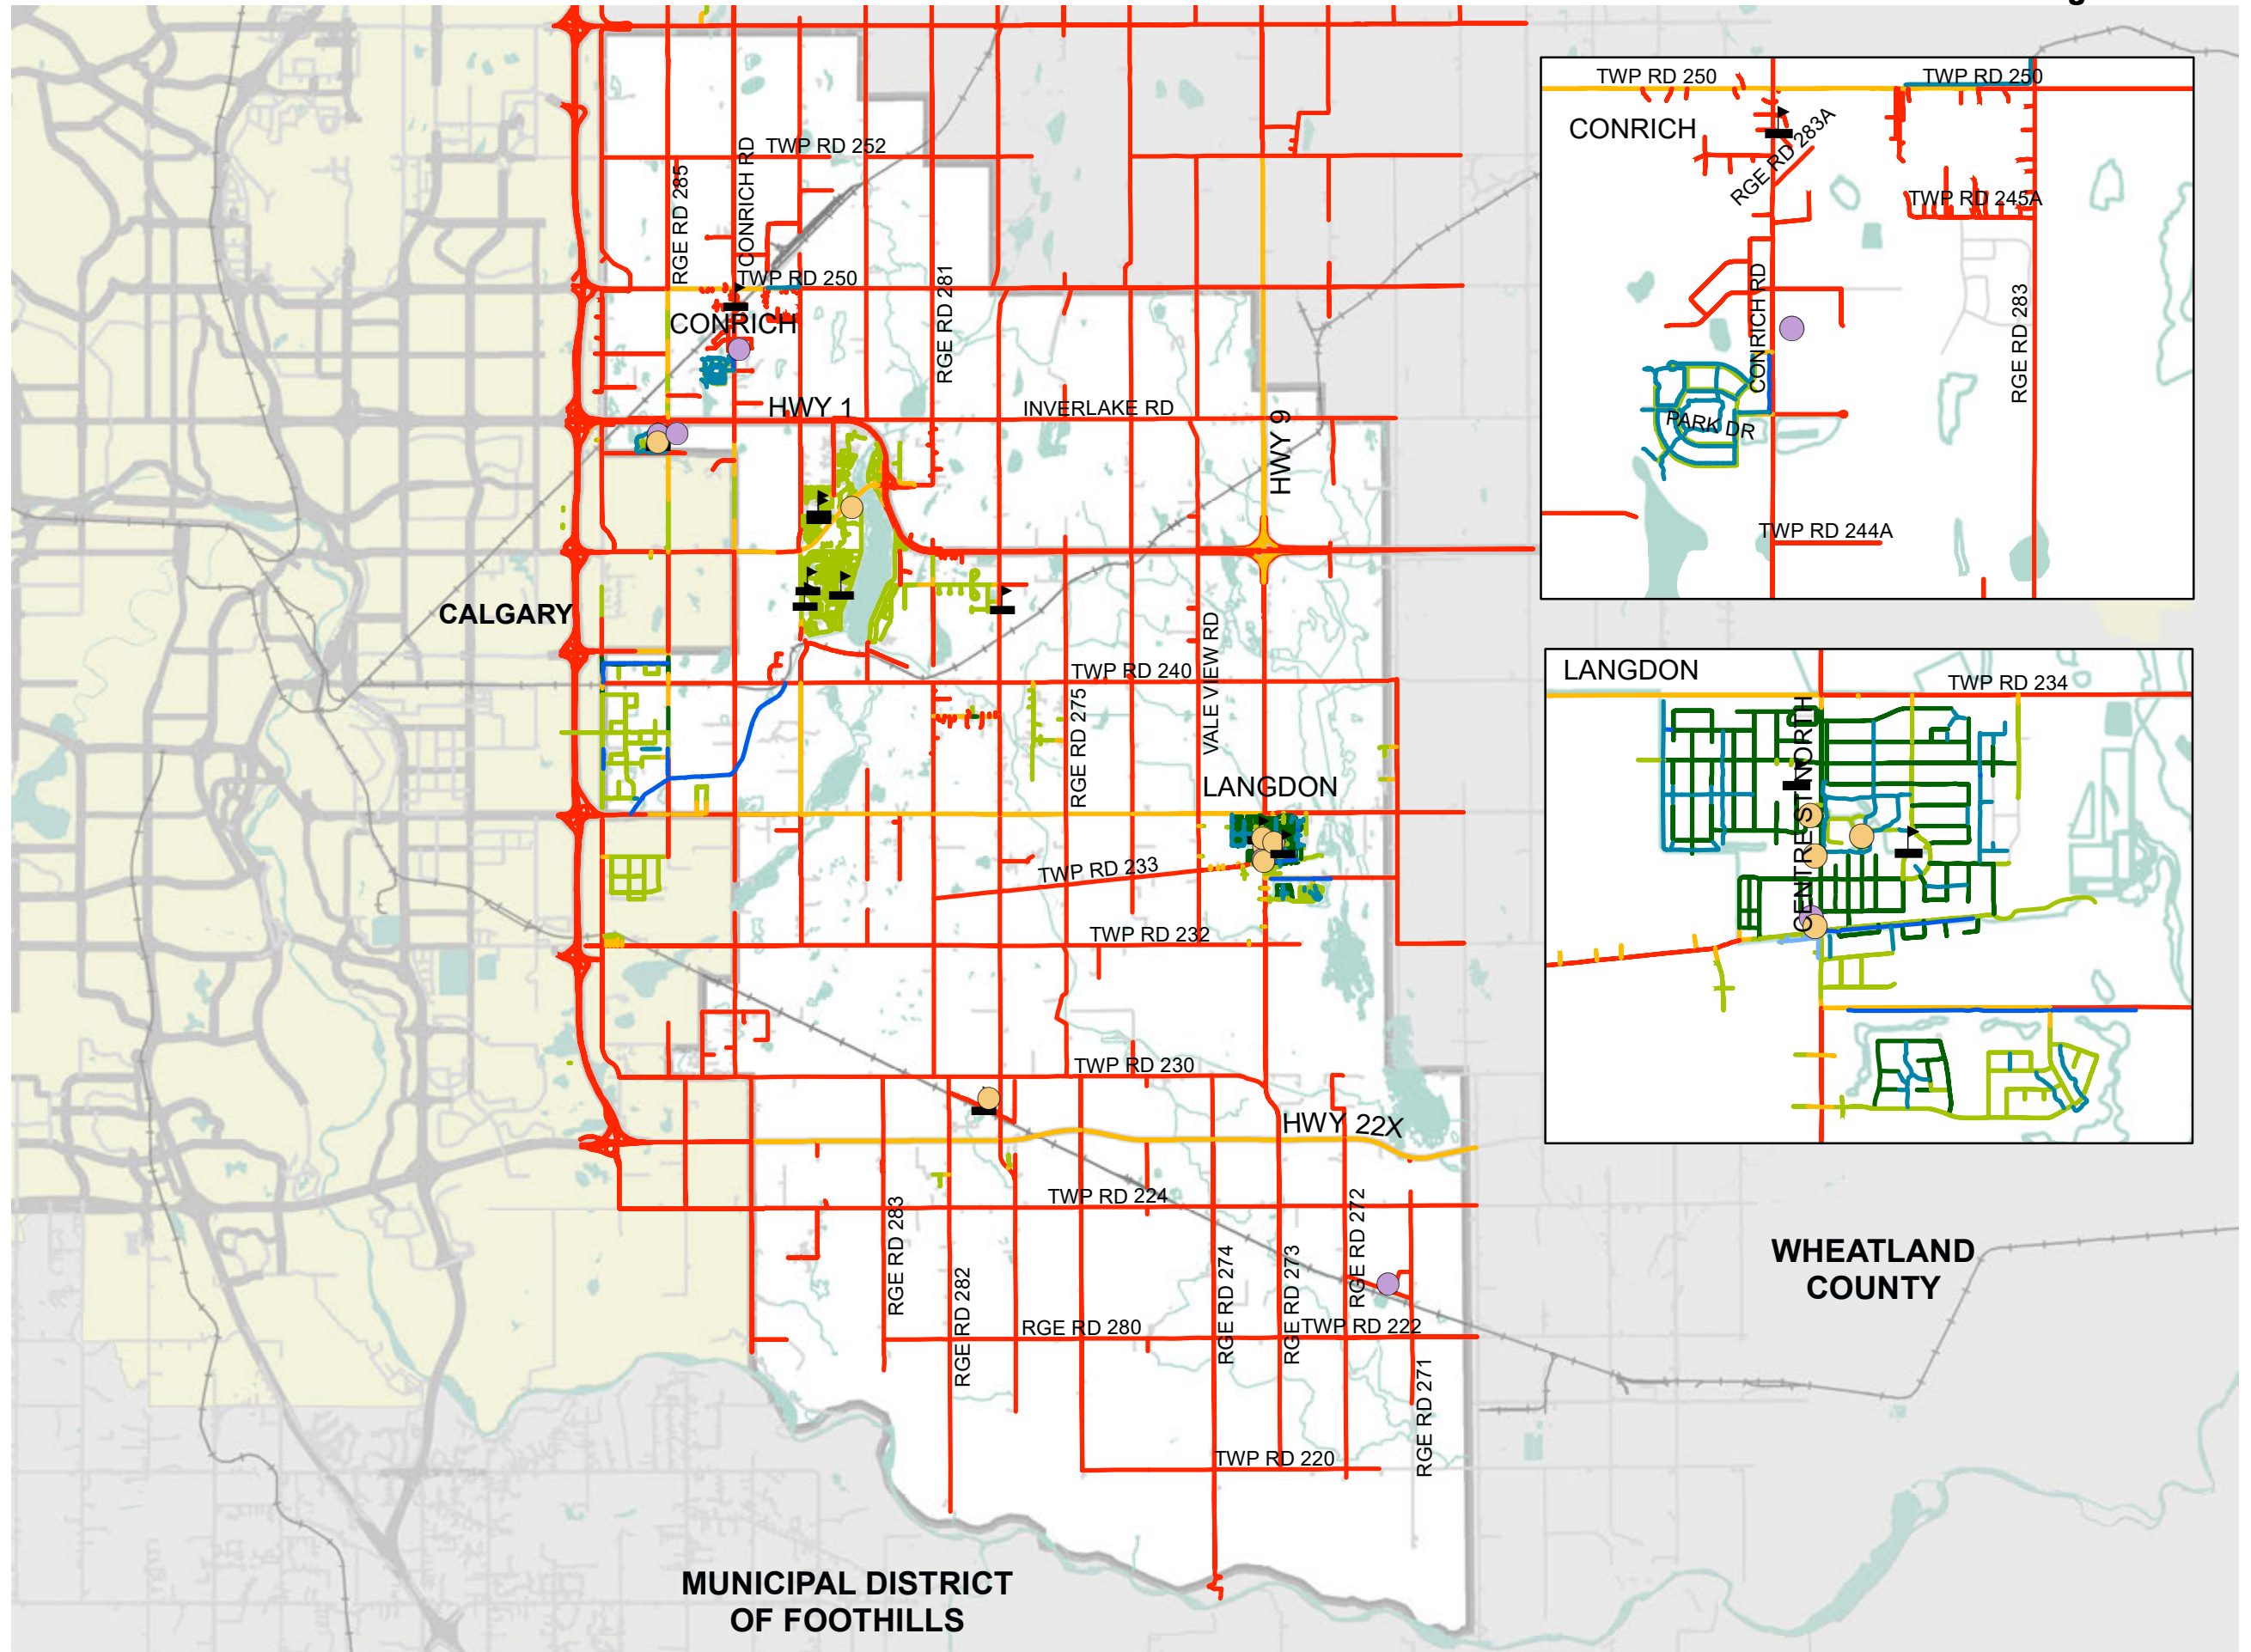 TWP RD 252
RGE RD 285
CONRICH RD
TWP RD 250
CONRICH
RGE RD 281
HWY 1
INVERLAKE RD
HWY 9
CALGARY
VALE VIEW RD
TWP RD 240
RGE RD 275
LANGDON
TWP RD 233
TWP RD 232
TWP RD 230
HWY 22X
TWP RD 224
RGE RD 283
RGE RD 282
RGE RD 274
RGE RD 273
RGE RD 272
RGE RD 280
TWP RD 222
RGE RD 271
TWP RD 220
WHEATLAND
COUNTY
MUNICIPAL DISTRICT
OF FOOTHILLS
TWP RD 250
TWP RD 250
CONRICH
RGE RD 283A
TWP RD 245A
CONRICH RD
RGE RD 283
PARK DR
TWP RD 244A
LANGDON
TWP RD 234
CENTRE ST NORTH